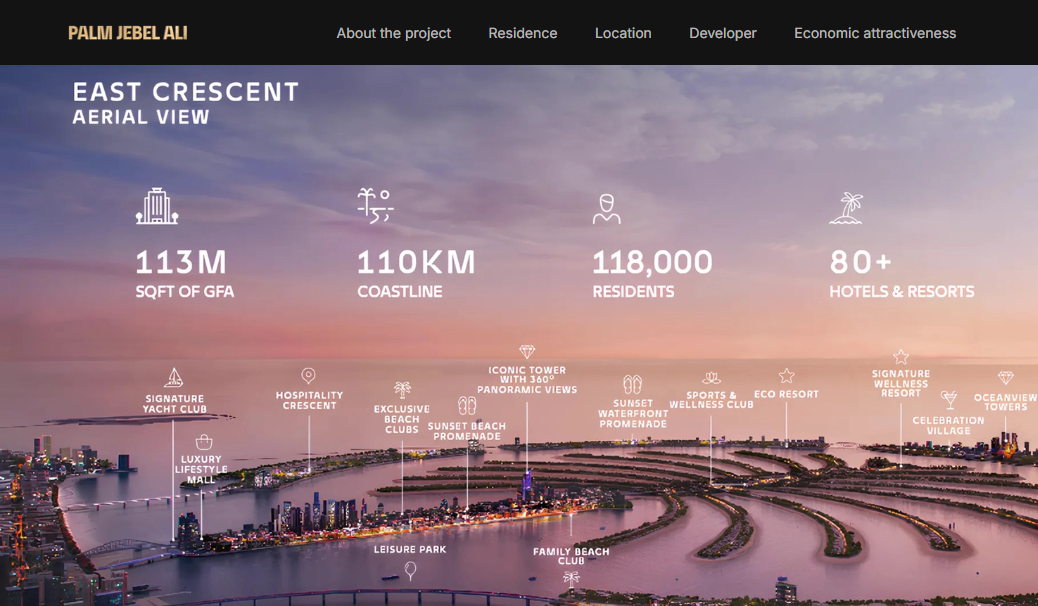 PALM JEBEL ALI
About the project
Residence
Location
Developer
Economic attractiveness
EAST CRESCENT
AERIAL VIEW
113M
SQFT OF GFA
110KM
COASTLINE
118,000
RESIDENTS
80+
HOTELS & RESORTS
SIGNATURE
YACHT CLUB
LUXURY
LIFESTYLE
MALL
HOSPITALITY
CRESCENT
EXCLUSIVE
BEACH
CLUBS
SUNSET BEACH
PROMENADE
ICONIC TOWER
WITH 360º
PANORAMIC VIEWS
SUNSET
WATERFRONT
PROMENADE
SPORTS &
WELLNESS CLUB
ECO RESORT
SIGNATURE
WELLNESS
RESORT
CELEBRATION
VILLAGE
OCEANVIEW
TOWERS
LEISURE PARK
FAMILY BEACH
CLUB